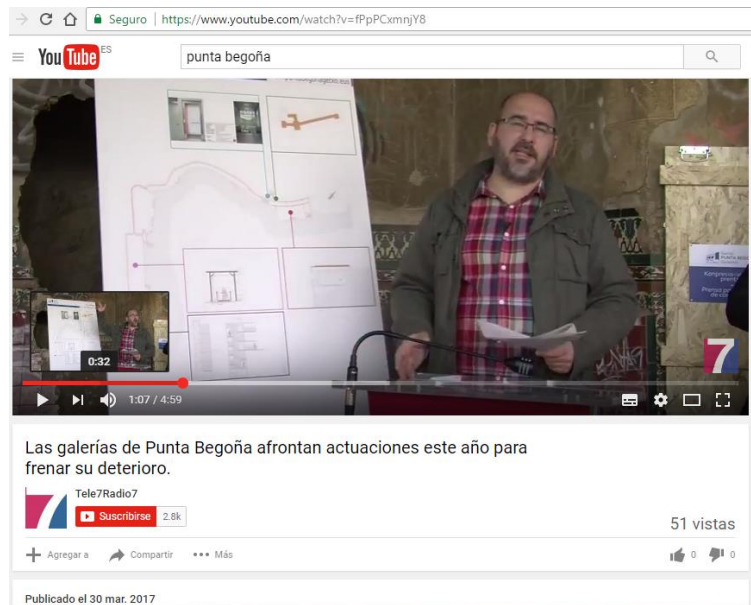 Seguro | https://www.youtube.com/watch?v=fPpPCxmnjY8
YouTube ES
punta begoña
PUNTA BEGOÑA
0:32
7
1:07 / 4:59
Las galerías de Punta Begoña afrontan actuaciones este año para
frenar su deterioro.
Tele7Radio7
Suscribirse 2.8k
51 vistas
Agregar a Compartir Más 0 0
Publicado el 30 mar. 2017